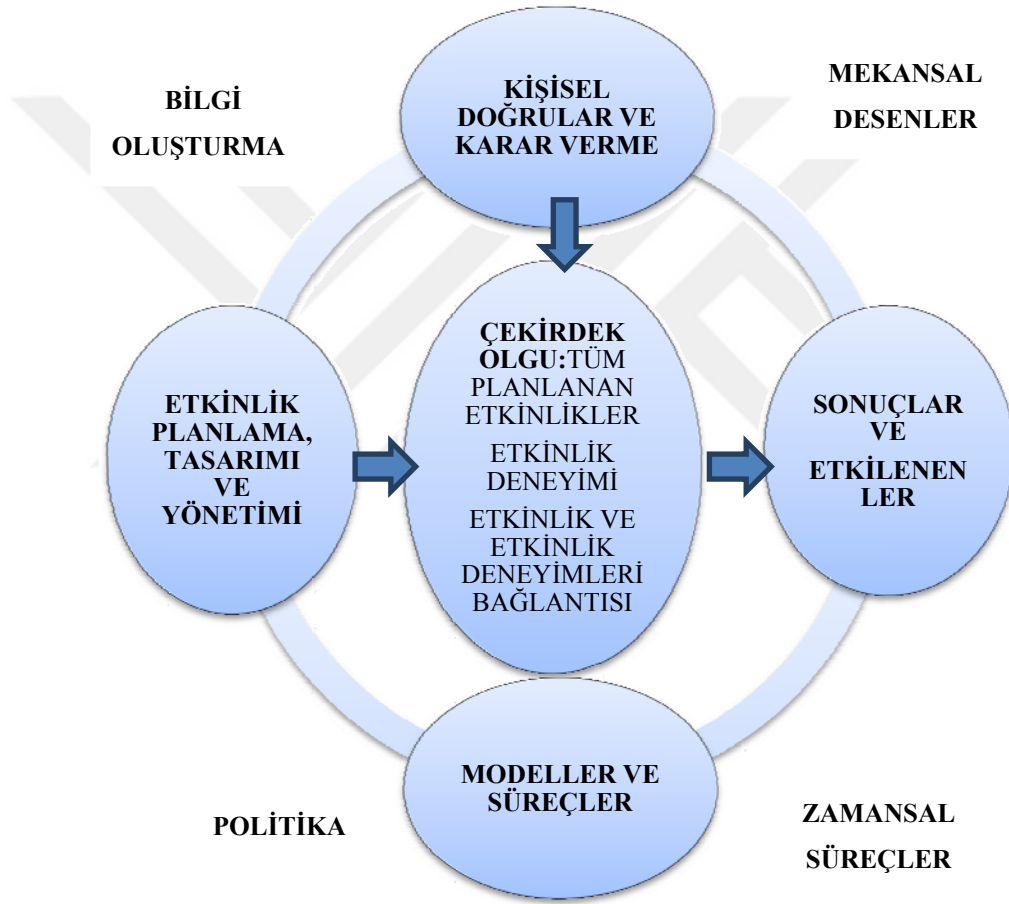 BİLGİ
OLUŞTURMA
KİŞİSEL
DOĞRULAR VE
KARAR VERME
MEKANSAL
DESENLER
ETKİNLİK
PLANLAMA,
TASARIMI
VE
YÖNETİMİ
ÇEKİRDEK
OLGU:TÜM
PLANLANAN
ETKİNLİKLER
ETKİNLİK
DENEYİMİ
ETKİNLİK VE
ETKİNLİK
DENEYİMLERİ
BAĞLANTISI
SONUÇLAR
VE
ETKİLENEN
LER
POLİTİKA
MODELLER VE
SÜREÇLER
ZAMANSAL
SÜREÇLER